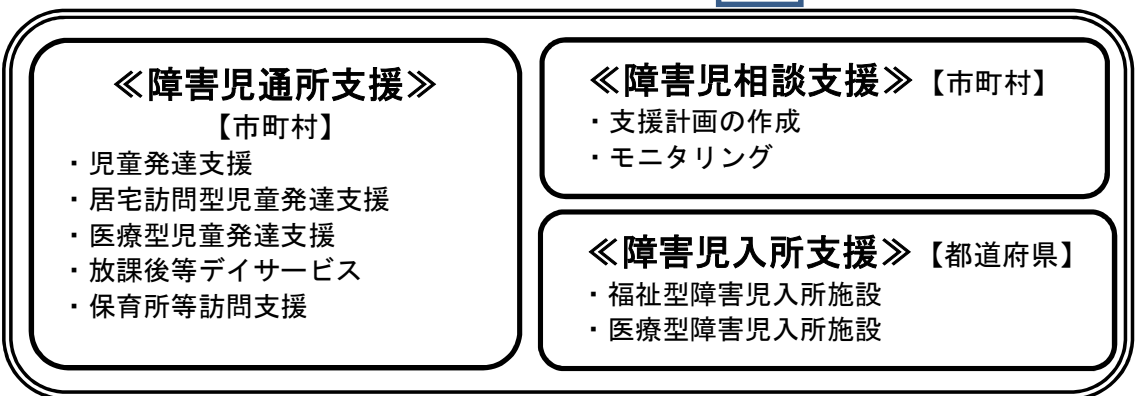 ≪障害児通所支援≫
【市町村】
・児童発達支援
・居宅訪問型児童発達支援
・医療型児童発達支援
・放課後等デイサービス
・保育所等訪問支援
≪障害児相談支援≫【市町村】
・支援計画の作成
・モニタリング
≪障害児入所支援≫【都道府県】
・福祉型障害児入所施設
・医療型障害児入所施設